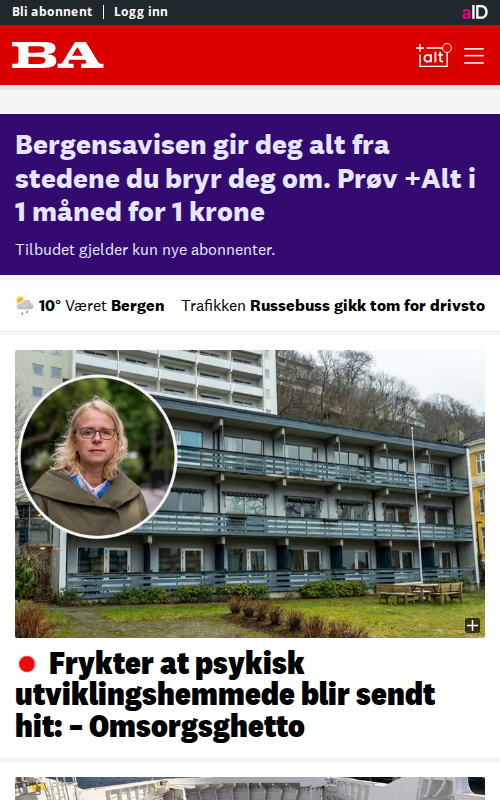 Bli abonnent Logg inn
aID
BA
+alt
Bergensavisen gir deg alt fra
stedene du bryr deg om. Prøv +Alt i
1 måned for 1 krone
Tilbudet gjelder kun nye abonnenter.
10° Været Bergen Trafikken Russebuss gikk tom for drivsto
Frykter at psykisk
utviklingshemmede blir sendt
hit: – Omsorgsghetto